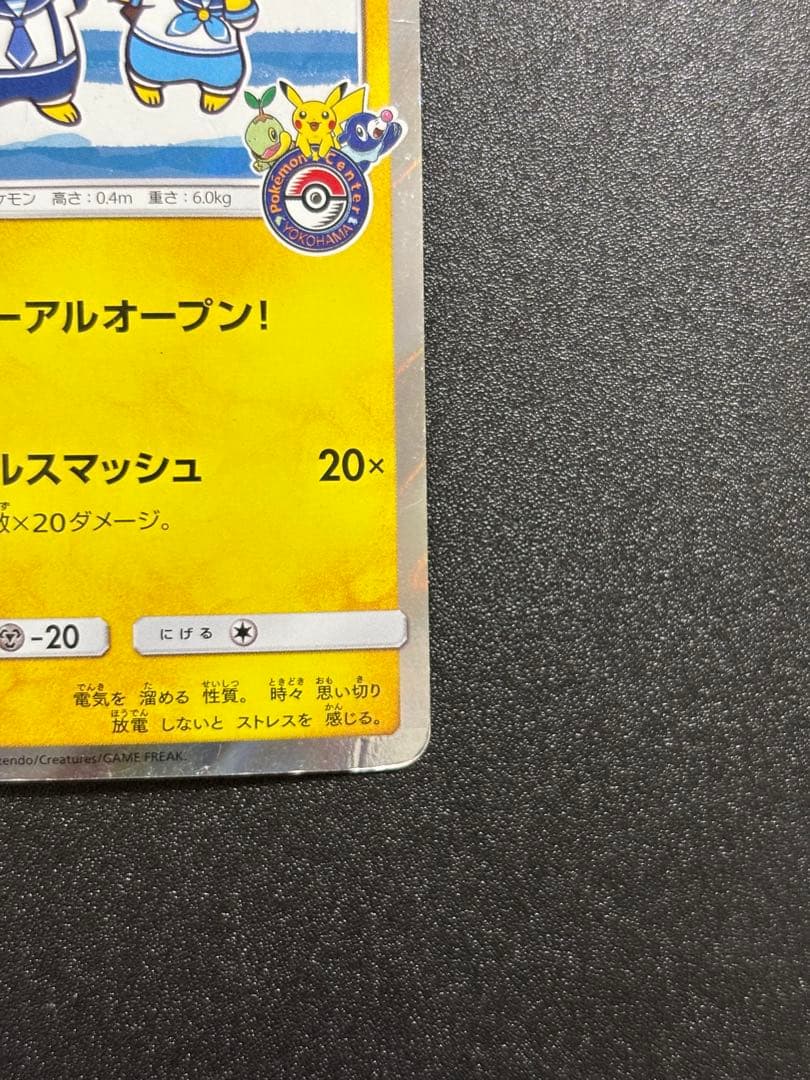 ケモン 高さ:0.4m 重さ:6.0kg
Pokémon Center
YOKOHAMA
ーアルオープン!
ルスマッシュ 20×
数×20ダメージ。
-20 にげる
電気を 溜める 性質。 時々 思い切り
放電 しないと ストレスを 感じる。
tendo/Creatures/GAME FREAK.